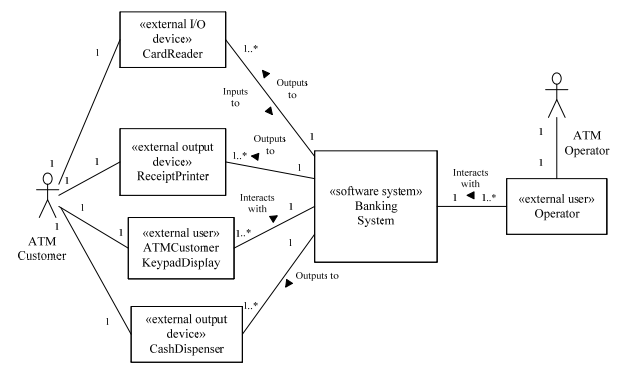 «external I/O
device»
CardReader
1
1..*
Outputs
to
Inputs
to
1
1
«external output
device»
ReceiptPrinter
1
1
1..*
Outputs
to
1
ATM
Customer
1
1
«external user»
ATMCustomer
KeypadDisplay
1
1..*
Interacts
with
1
1
1
«external output
device»
CashDispenser
1..*
Outputs to
1
«software system»
Banking
System
1
Interacts
with
1..*
«external user»
Operator
1
1
ATM
Operator